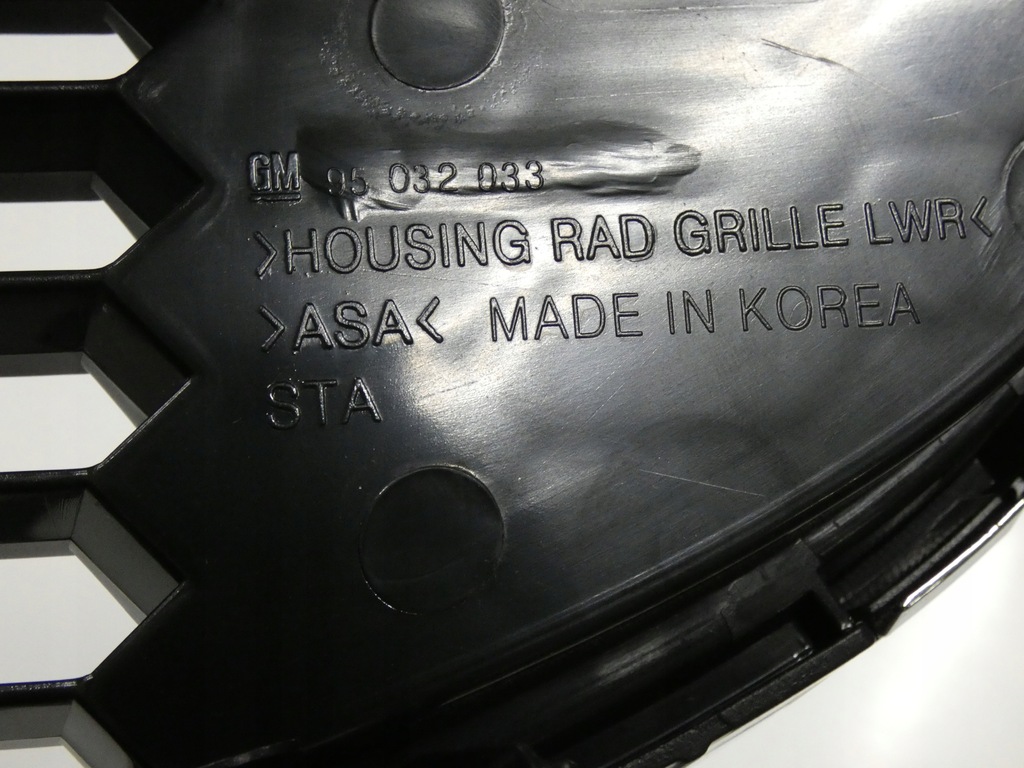 GM 95 032 033
>HOUSING RAD GRILLE LWR<
>ASA< MADE IN KOREA
STA